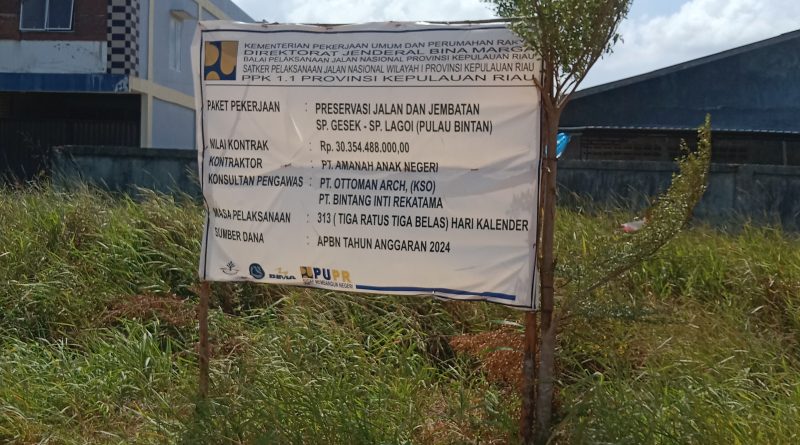 KEMENTERIAN PEKERJAAN UMUM DAN PERUMAHAN
DIREKTORAT JENDERAL BINA MARGA
BALAI PELAKSANAAN JALAN NASIONAL PROVINSI KEPULAUAN RIAU
SATKER PELAKSANAAN JALAN NASIONAL WILAYAH I PROVINSI KEPULAUAN RIAU
PPK 1.1 PROVINSI KEPULAUAN RIAU
PAKET PEKERJAAN : PRESERVASI JALAN DAN JEMBATAN
SP. GESEK - SP. LAGOI (PULAU BINTAN)
NILAI KONTRAK : Rp. 30.354.488.000,00
KONTRAKTOR : PT. AMANAH ANAK NEGERI
KONSULTAN PENGAWAS : PT. OTTOMAN ARCH, (KSO)
PT. BINTANG INTI REKATAMA
MASA PELAKSANAAN : 313 ( TIGA RATUS TIGA BELAS) HARI KALENDER
SUMBER DANA : APBN TAHUN ANGGARAN 2024
BIMA PUPR
SIGAP MEMBANGUN NEGERI